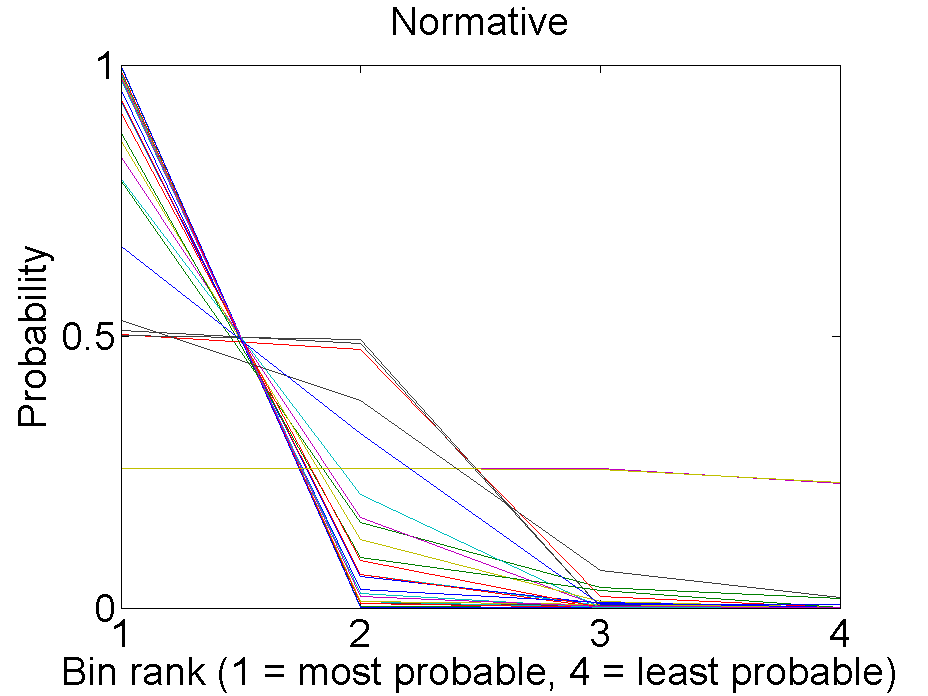 Normative
1
0.5
0
Probability
1 2 3 4
Bin rank (1 = most probable, 4 = least probable)